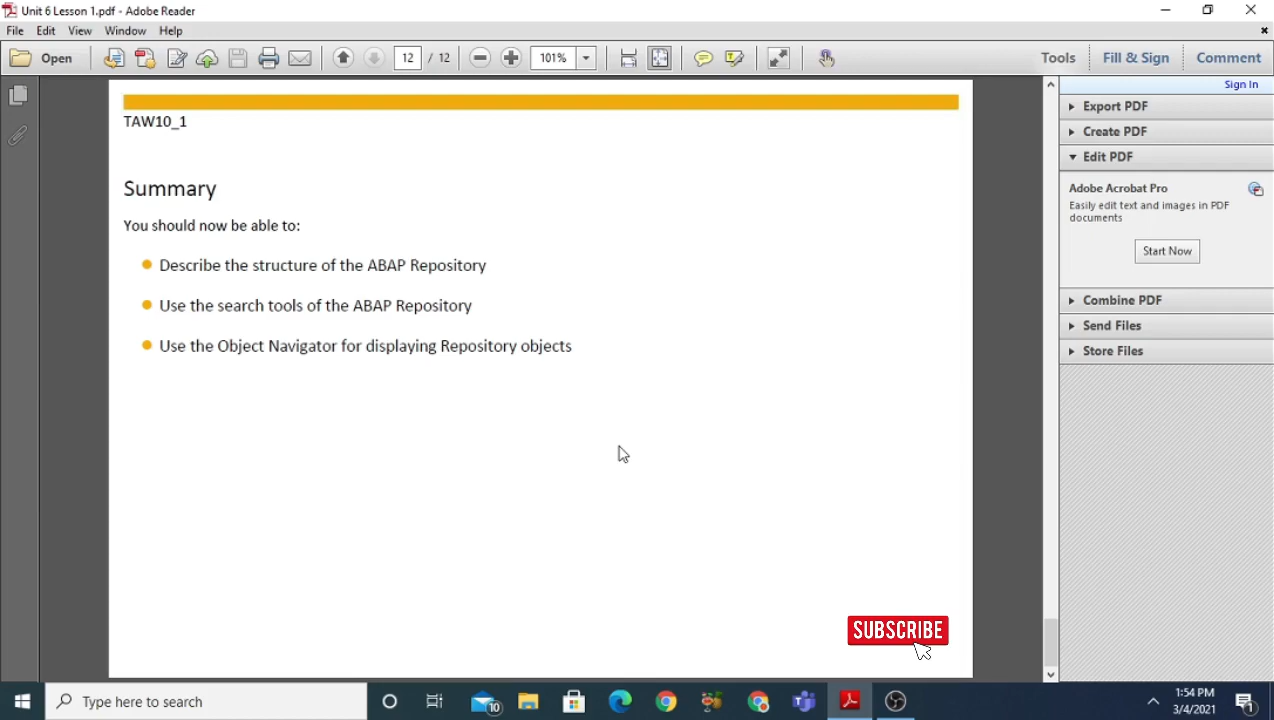 Unit 6 Lesson 1.pdf - Adobe Reader
File Edit View Window Help
Open 12 / 12 101% Tools Fill & Sign Comment
Sign In
Export PDF
Create PDF
Edit PDF
Adobe Acrobat Pro
Easily edit text and images in PDF
documents
Start Now
Combine PDF
Send Files
Store Files
TAW10_1
Summary
You should now be able to:
Describe the structure of the ABAP Repository
Use the search tools of the ABAP Repository
Use the Object Navigator for displaying Repository objects
SUBSCRIBE
Type here to search
10
1:54 PM
3/4/2021
1